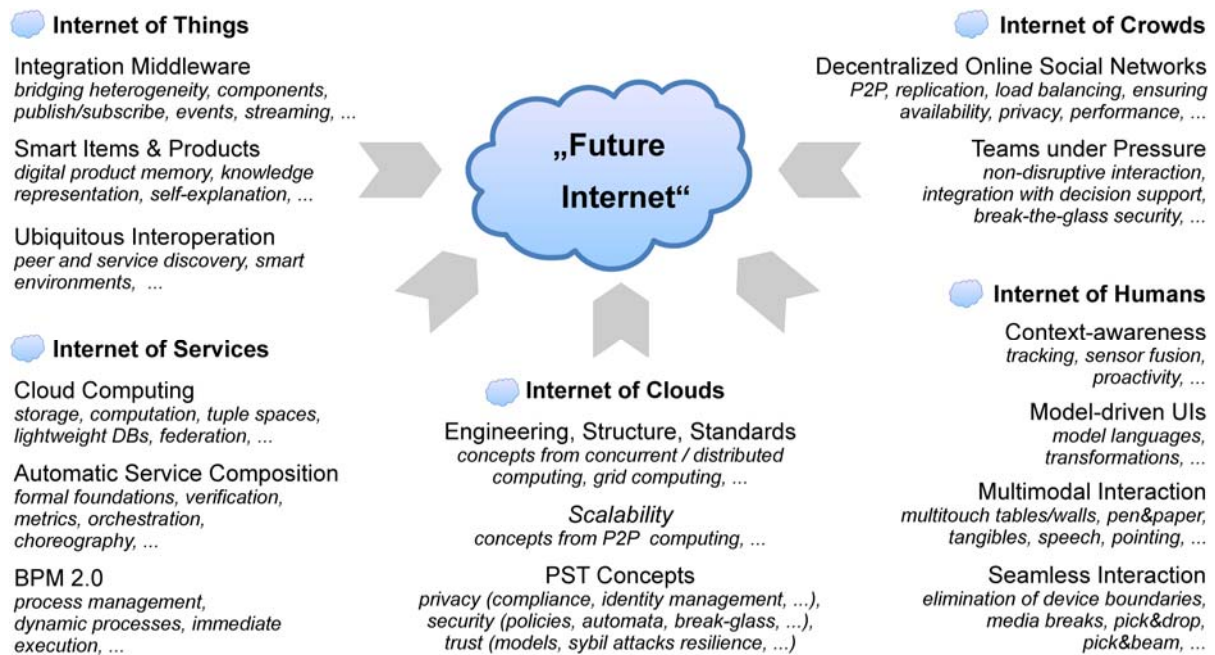 Internet of Things
Integration Middleware
bridging heterogeneity, components,
publish/subscribe, events, streaming, ...
Smart Items & Products
digital product memory, knowledge
representation, self-explanation, ...
Ubiquitous Interoperation
peer and service discovery, smart
environments, ...
Internet of Services
Cloud Computing
storage, computation, tuple spaces,
lightweight DBs, federation, ...
Automatic Service Composition
formal foundations, verification,
metrics, orchestration,
choreography, ...
BPM 2.0
process management,
dynamic processes, immediate
execution, ...
„Future
Internet“
Internet of Clouds
Engineering, Structure, Standards
concepts from concurrent / distributed
computing, grid computing, ...
Scalability
concepts from P2P computing, ...
PST Concepts
privacy (compliance, identity management, ...),
security (policies, automata, break-glass, ...),
trust (models, sybil attacks resilience, ...)
Internet of Crowds
Decentralized Online Social Networks
P2P, replication, load balancing, ensuring
availability, privacy, performance, ...
Teams under Pressure
non-disruptive interaction,
integration with decision support,
break-the-glass security, ...
Internet of Humans
Context-awareness
tracking, sensor fusion,
proactivity, ...
Model-driven UIs
model languages,
transformations, ...
Multimodal Interaction
multitouch tables/walls, pen&paper,
tangibles, speech, pointing, ...
Seamless Interaction
elimination of device boundaries,
media breaks, pick&drop,
pick&beam, ...